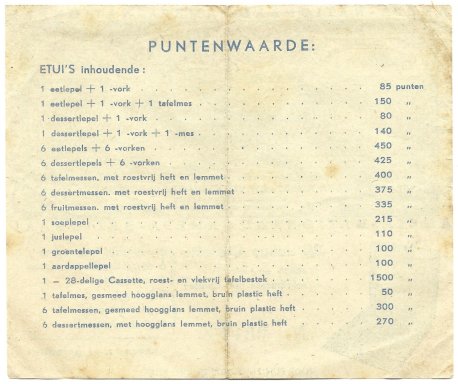 PUNTENWAARDE:
ETUI'S inhoudende:
1 eetlepel + 1 -vork 85 punten
1 eetlepel + 1 -vork + 1 tafelmes 150 "
1 dessertlepel + 1 -vork 80 "
1 dessertlepel + 1 -vork + 1 -mes 140 "
6 eetlepels + 6 -vorken 450 "
6 dessertlepels + 6 -vorken 425 "
6 tafelmessen, met roestvrij heft en lemmet 400 "
6 dessertmessen, met roestvrij heft en lemmet 375 "
6 fruitmessen, met roestvrij heft en lemmet 335 "
1 soeplepel 215 "
1 juslepel 110 "
1 groentelepel 100 "
1 aardappellepel 100 "
1 – 28-delige Cassette, roest- en vlekvrij tafelbestek 1500 "
1 tafelmes, gesmeed hoogglans lemmet, bruin plastic heft 50 "
6 tafelmessen, gesmeed hoogglans lemmet, bruin plastic heft 300 "
6 dessertmessen, met hoogglans lemmet, bruin plastic heft 270 "